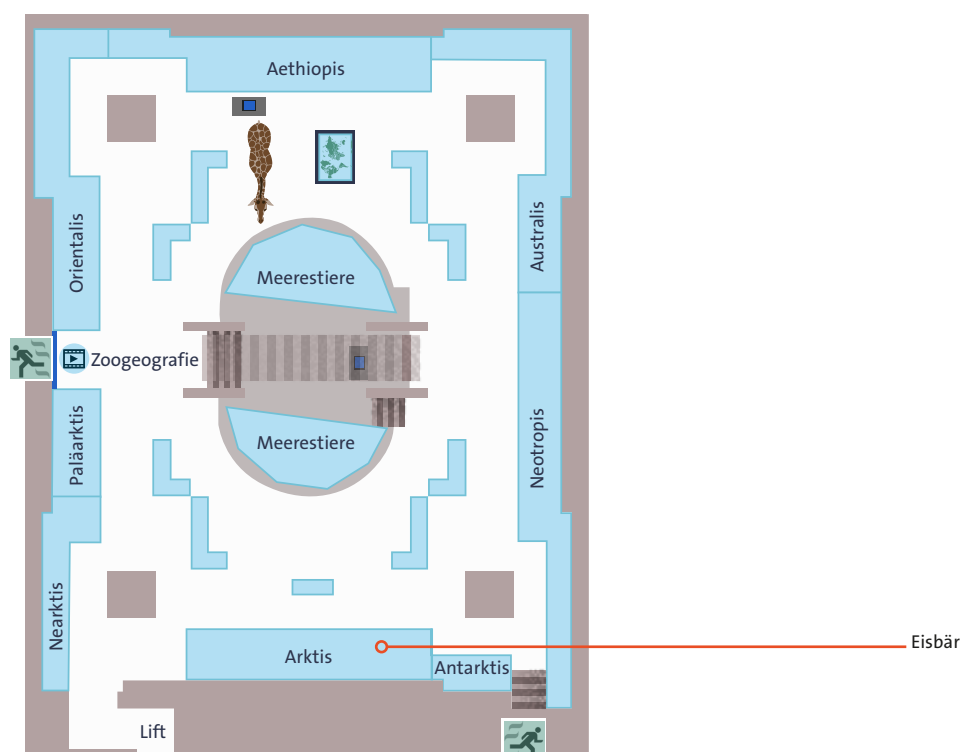 Aethiopis
Orientalis
Australis
Meerestiere
Zoogeografie
Paläarktis
Meerestiere
Neotropis
Nearktis
Arktis
Antarktis
Eisbär
Lift